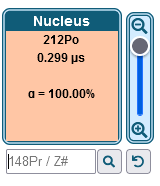 Nucleus
212Po
0.299 µs
α = 100.00%
148Pr / Z#